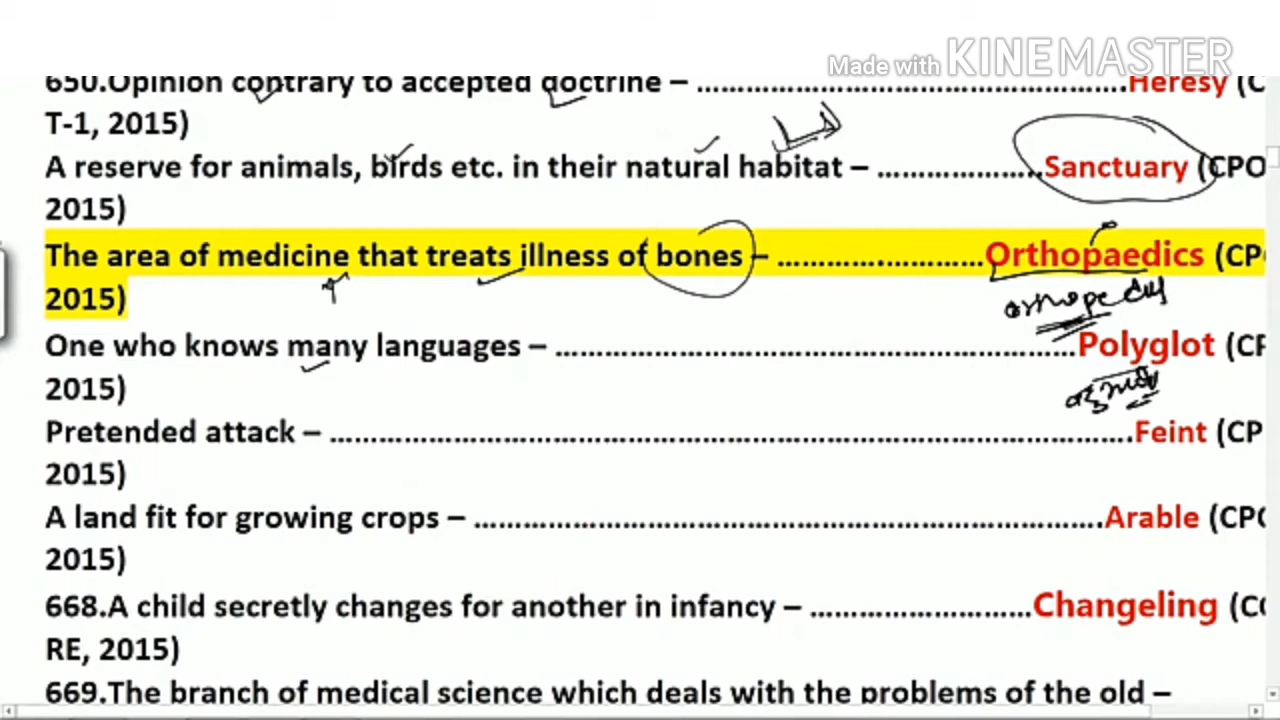 Made with KINEMASTER
650.Opinion contrary to accepted doctrine – ……………………………………….Heresy (C
T-1, 2015)
A reserve for animals, birds etc. in their natural habitat – ………………..Sanctuary (CPO
2015)
The area of medicine that treats illness of bones – ………….…………Orthopaedics (CP
2015)
orthopedics
One who knows many languages – ……………………………………………………Polyglot (CP
2015)
Pretended attack – ……………………………………………………………………………….Feint (CP
2015)
A land fit for growing crops – ……………………………………………………………….Arable (CPO
2015)
668.A child secretly changes for another in infancy – ……………………..Changeling (CG
RE, 2015)
669.The branch of medical science which deals with the problems of the old –